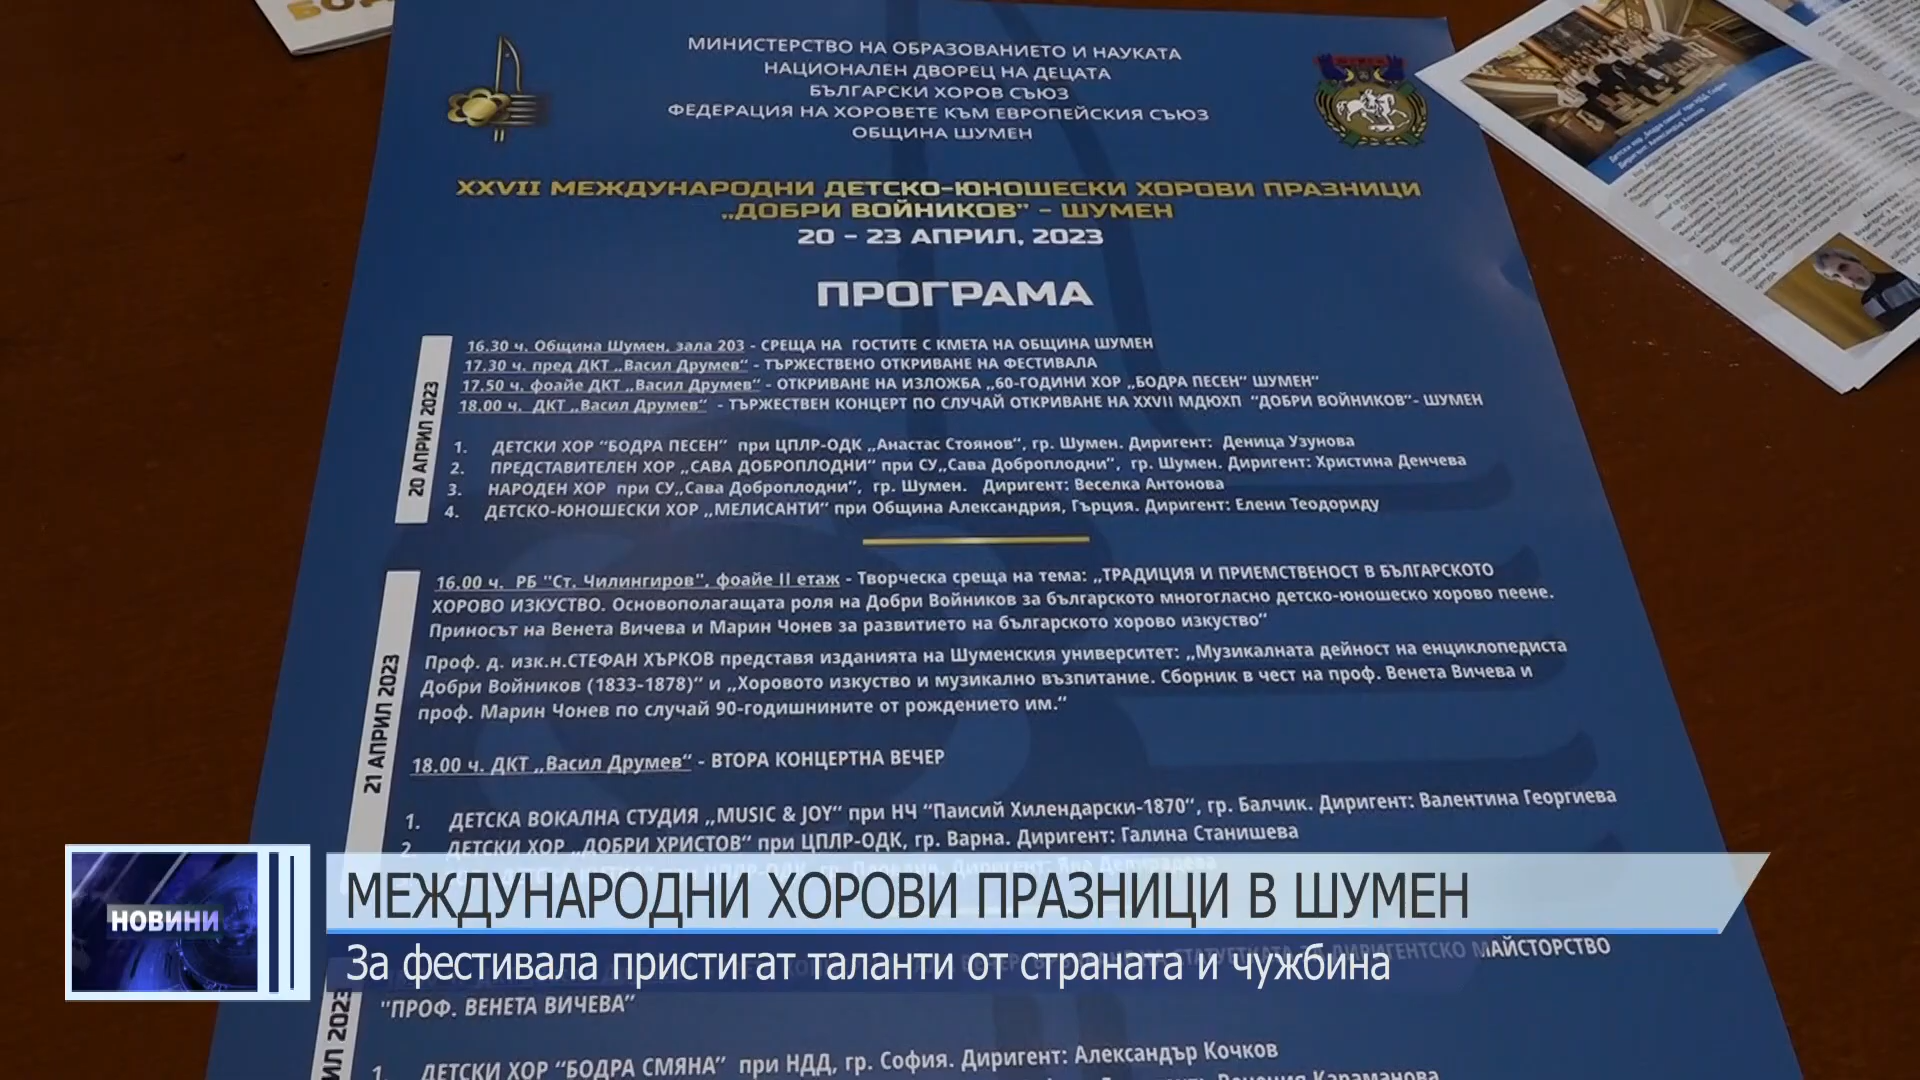 МИНИСТЕРСТВО НА ОБРАЗОВАНИЕТО И НАУКАТА
НАЦИОНАЛЕН ДВОРЕЦ НА ДЕЦАТА
БЪЛГАРСКИ ХОРОВ СЪЮЗ
ФЕДЕРАЦИЯ НА ХОРОВЕТЕ КЪМ ЕВРОПЕЙСКИЯ СЪЮЗ
ОБЩИНА ШУМЕН
XXVII МЕЖДУНАРОДНИ ДЕТСКО-ЮНОШЕСКИ ХОРОВИ ПРАЗНИЦИ
„ДОБРИ ВОЙНИКОВ” - ШУМЕН
20 - 23 АПРИЛ, 2023
ПРОГРАМА
20 АПРИЛ 2023
16.30 ч. Община Шумен, зала 203 - СРЕЩА НА ГОСТИТЕ С КМЕТА НА ОБЩИНА ШУМЕН
17.30 ч. пред ДКТ „Васил Друмев“ - ТЪРЖЕСТВЕНО ОТКРИВАНЕ НА ФЕСТИВАЛА
17.50 ч. фоайе ДКТ „Васил Друмев“ - ОТКРИВАНЕ НА ИЗЛОЖБА „60-ГОДИНИ ХОР „БОДРА ПЕСЕН” ШУМЕН”
18.00 ч. ДКТ „Васил Друмев“ - ТЪРЖЕСТВЕН КОНЦЕРТ ПО СЛУЧАЙ ОТКРИВАНЕ НА XXVII МДЮХП “ДОБРИ ВОЙНИКОВ”- ШУМЕН
1. ДЕТСКИ ХОР “БОДРА ПЕСЕН” при ЦПЛР-ОДК „Анастас Стоянов“, гр. Шумен. Диригент: Деница Узунова
2. ПРЕДСТАВИТЕЛЕН ХОР „САВА ДОБРОПЛОДНИ” при СУ„Сава Доброплодни“, гр. Шумен. Диригент: Христина Денчева
3. НАРОДЕН ХОР при СУ„Сава Доброплодни“, гр. Шумен. Диригент: Веселка Антонова
4. ДЕТСКО-ЮНОШЕСКИ ХОР „МЕЛИСАНТИ” при Община Александрия, Гърция. Диригент: Елени Теодориду
21 АПРИЛ 2023
16.00 ч. РБ "Ст. Чилингиров", фоайе II етаж - Творческа среща на тема: „ТРАДИЦИЯ И ПРИЕМСТВЕНОСТ В БЪЛГАРСКОТО
ХОРОВО ИЗКУСТВО. Основополагащата роля на Добри Войников за българското многогласно детско-юношеско хорово пеене.
Приносът на Венета Вичева и Марин Чонев за развитието на българското хорово изкуство”
Проф. д. изк.н.СТЕФАН ХЪРКОВ представя изданията на Шуменския университет: „Музикалната дейност на енциклопедиста
Добри Войников (1833-1878)” и „Хоровото изкуство и музикално възпитание. Сборник в чест на проф. Венета Вичева и
проф. Марин Чонев по случай 90-годишнините от рождението им.“
18.00 ч. ДКТ „Васил Друмев“ - ВТОРА КОНЦЕРТНА ВЕЧЕР
1. ДЕТСКА ВОКАЛНА СТУДИЯ „MUSIC & JOY“ при НЧ “Паисий Хилендарски-1870”, гр. Балчик. Диригент: Валентина Георгиева
2. ДЕТСКИ ХОР „ДОБРИ ХРИСТОВ“ при ЦПЛР-ОДК, гр. Варна. Диригент: Галина Станишева
НОВИНИ
МЕЖДУНАРОДНИ ХОРОВИ ПРАЗНИЦИ В ШУМЕН
За фестивала пристигат таланти от страната и чужбина
МАЙСТОРСТВО
"ПРОФ. ВЕНЕТА ВИЧЕВА”
2023
1. ДЕТСКИ ХОР “БОДРА СМЯНА” при НДД, гр. София. Диригент: Александър Кочков